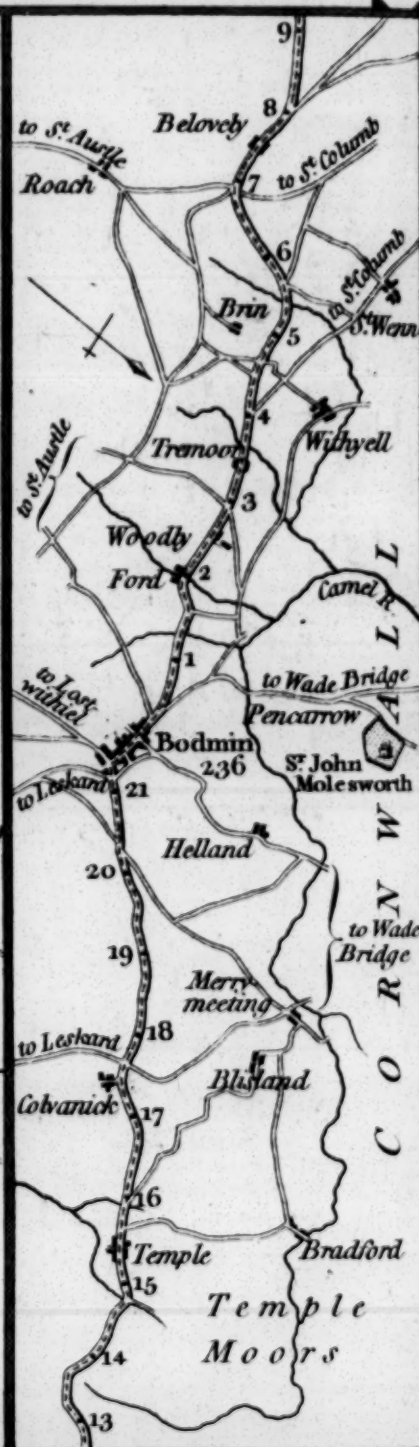 9
8
Belovely
to St. Austle
Roach
7
to St. Columb
6
to St. Columb
Brin
St. Wenn
5
4
Withyell
Tremoor
to St. Austle
3
Woodly
Ford
2
Camel R
1
to Wade Bridge
to Lost
withiel
Pencarrow
Bodmin
236
Sr. John
Molesworth
to Leskard
21
Helland
20
CORNWALL
19
to Wade
Bridge
Merry
meeting
18
to Leskard
Blisland
Colvanick
17
16
Temple
Bradford
15
Temple
Moors
14
13